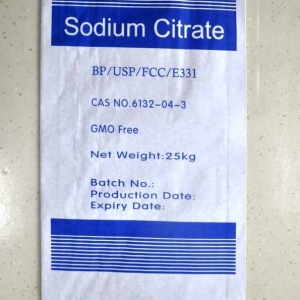 Sodium Citrate
BP/USP/FCC/E331
CAS NO.6132-04-3
GMO Free
Net Weight:25kg
Batch No.:
Production Date:
Expiry Date: